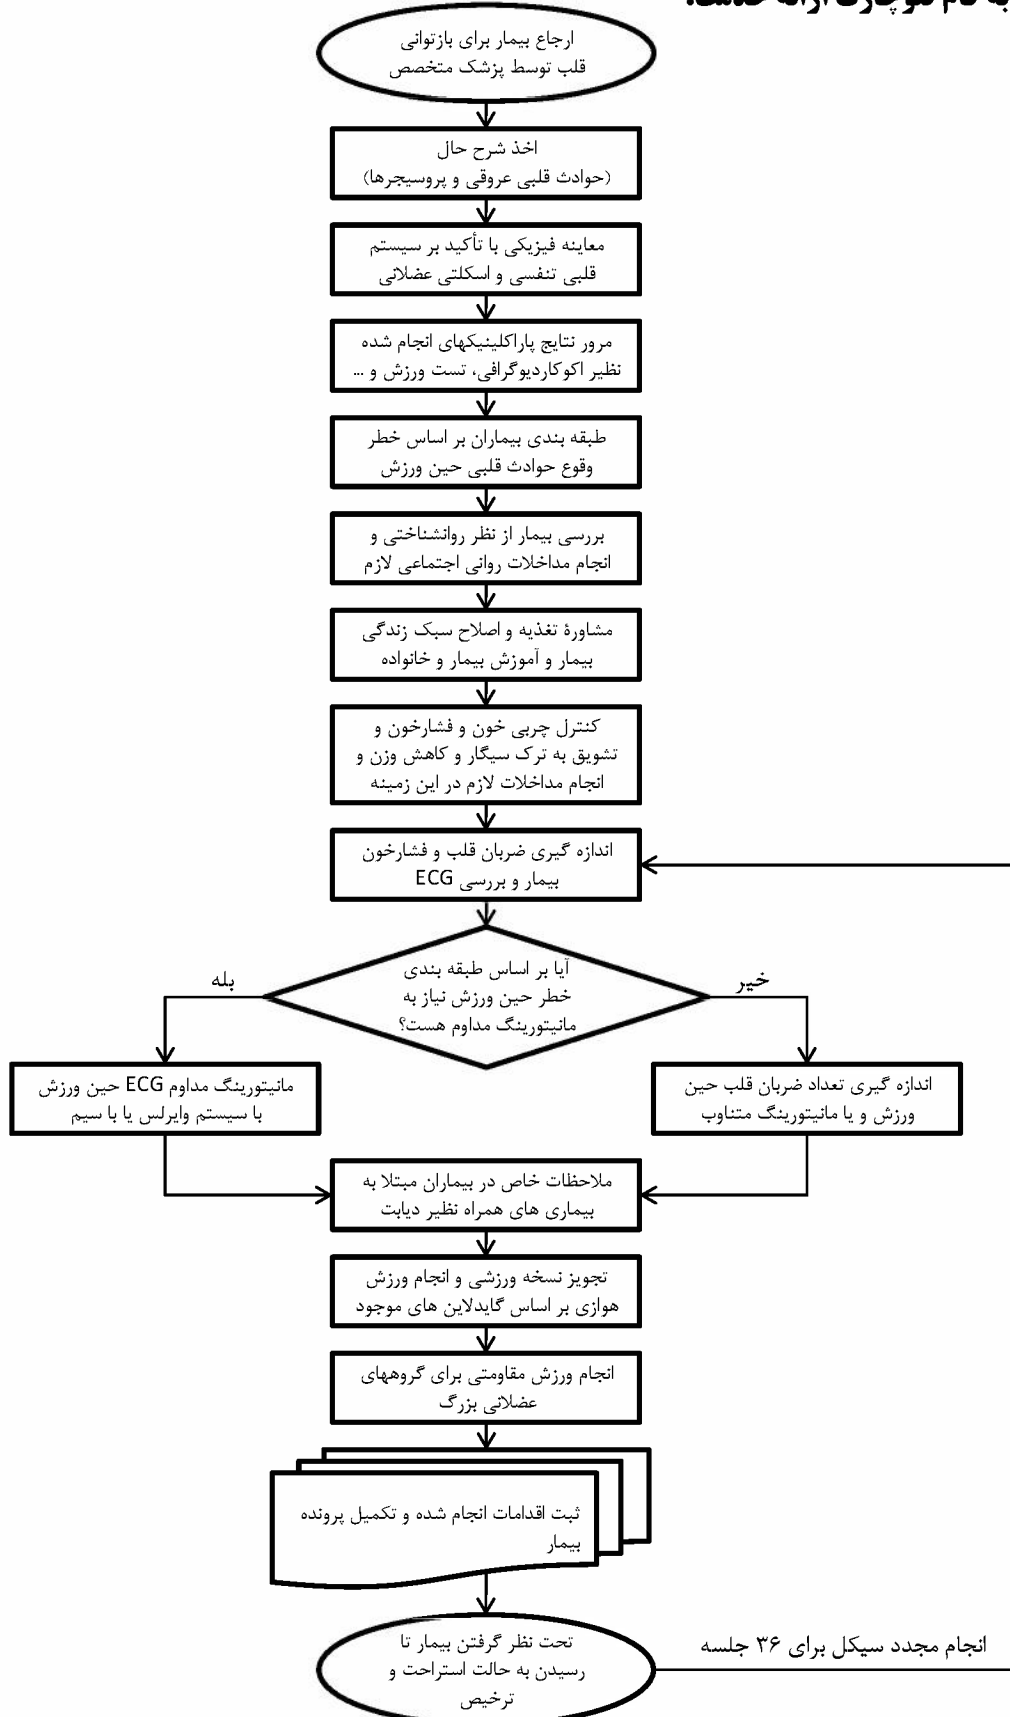 ارجاع بیمار برای بازتوانی
قلب توسط پزشک متخصص
اخذ شرح حال
(حوادث قلبی عروقی و پروسیجرها)
معاینه فیزیکی با تأکید بر سیستم
قلبی تنفسی و اسکلتی عضلانی
مرور نتایج پاراکلینیکهای انجام شده
نظیر اکوکاردیوگرافی، تست ورزش و ...
طبقه بندی بیماران بر اساس خطر
وقوع حوادث قلبی حین ورزش
بررسی بیمار از نظر روانشناختی و
انجام مداخلات روانی اجتماعی لازم
مشاورهٔ تغذیه و اصلاح سبک زندگی
بیمار و آموزش بیمار و خانواده
کنترل چربی خون و فشارخون و
تشویق به ترک سیگار و کاهش وزن و
انجام مداخلات لازم در این زمینه
اندازه گیری ضربان قلب و فشارخون
بیمار و بررسی ECG
آیا بر اساس طبقه بندی
خطر حین ورزش نیاز به
مانیتورینگ مداوم هست؟
خیر
بله
اندازه گیری تعداد ضربان قلب حین
ورزش و یا مانیتورینگ متناوب
مانیتورینگ مداوم ECG حین ورزش
با سیستم وایرلس یا با سیم
ملاحظات خاص در بیماران مبتلا به
بیماری های همراه نظیر دیابت
تجویز نسخه ورزشی و انجام ورزش
هوازی بر اساس گایدلاین های موجود
انجام ورزش مقاومتی برای گروههای
عضلانی بزرگ
ثبت اقدامات انجام شده و تکمیل پرونده
بیمار
تحت نظر گرفتن بیمار تا
رسیدن به حالت استراحت و
ترخیص
انجام مجدد سیکل برای ۳۶ جلسه